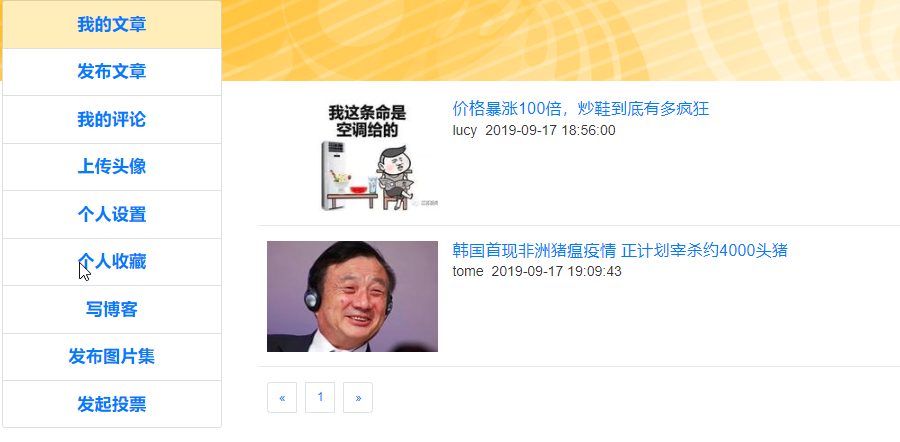 我的文章
发布文章
我的评论
上传头像
个人设置
个人收藏
写博客
发布图片集
发起投票
我这条命是
空调给的
价格暴涨100倍，炒鞋到底有多疯狂
lucy 2019-09-17 18:56:00
韩国首现非洲猪瘟疫情 正计划宰杀约4000头猪
tome 2019-09-17 19:09:43
« 1 »